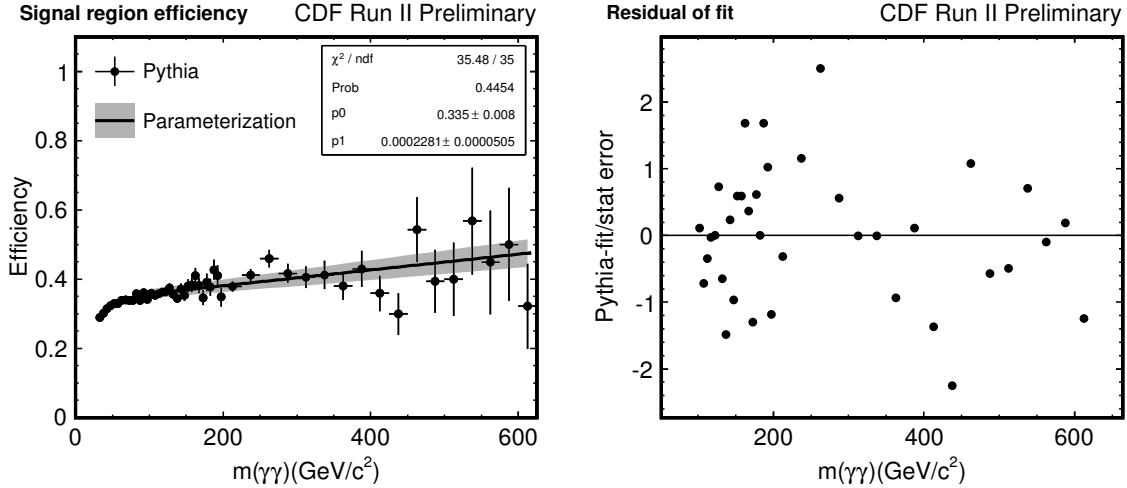 Signal region efficiency
CDF Run II Preliminary
χ² / ndf 35.48 / 35
Prob 0.4454
p0 0.335 ± 0.008
p1 0.0002281 ± 0.0000505
Pythia
Parameterization
Efficiency
1
0.8
0.6
0.4
0.2
0
0 200 400 600
m(γγ)(GeV/c²)
Residual of fit
CDF Run II Preliminary
Pythia-fit/stat error
2
1
0
-1
-2
200 400 600
m(γγ)(GeV/c²)